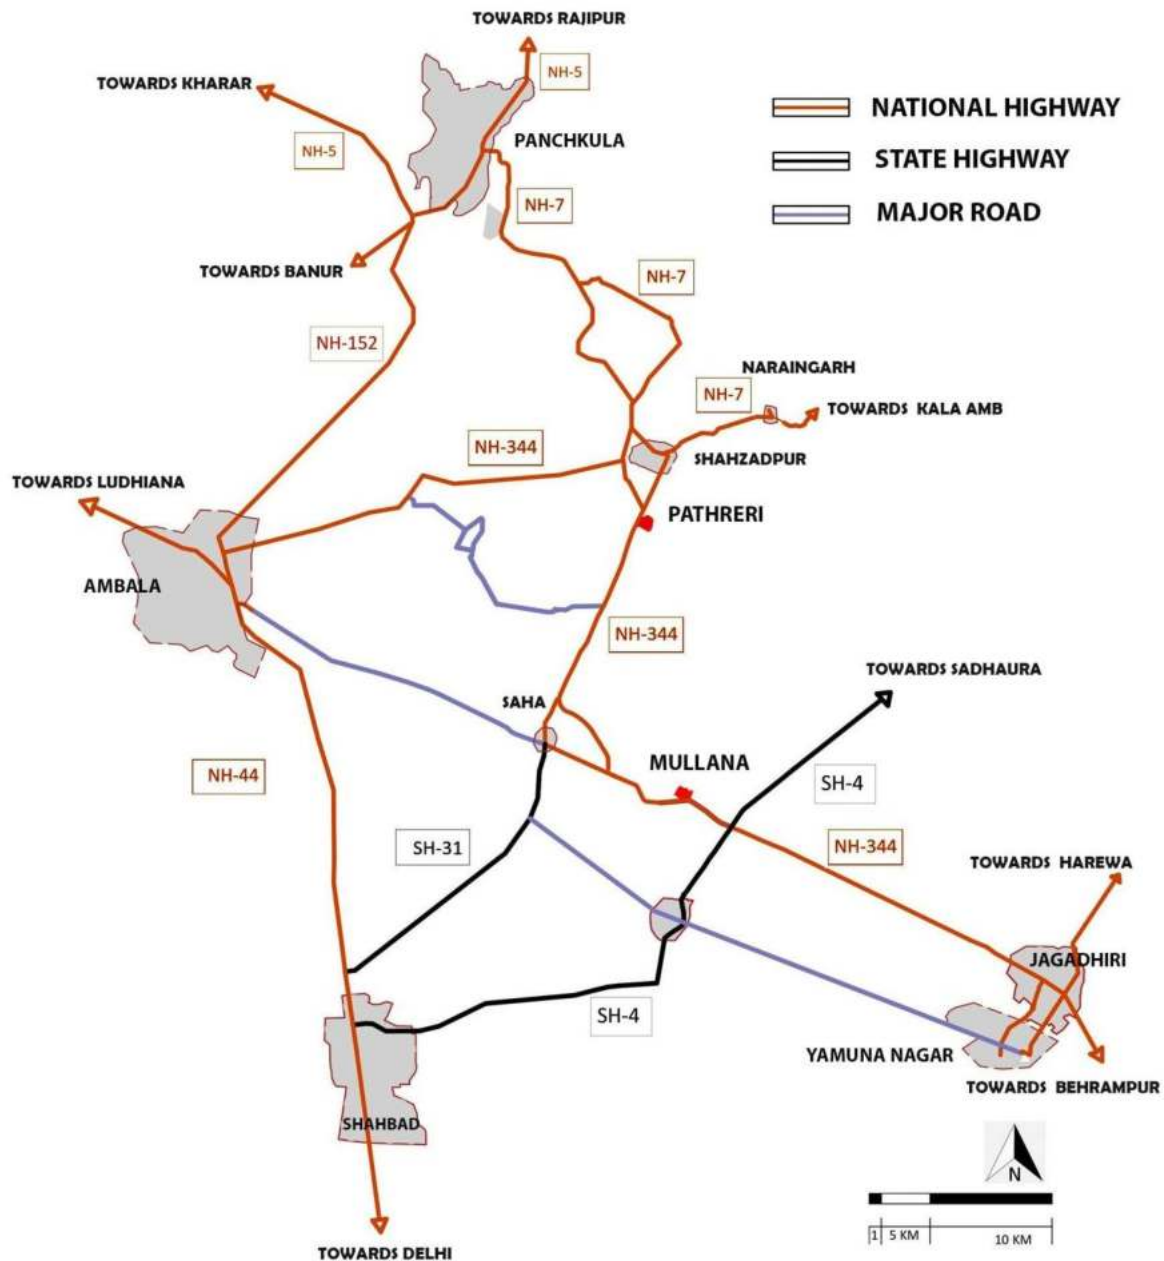 TOWARDS RAJIPUR
NH-5
TOWARDS KHARAR
NH-5
PANCHKULA
NATIONAL HIGHWAY
STATE HIGHWAY
MAJOR ROAD
NH-7
TOWARDS BANUR
NH-7
NH-152
NARAINGARH
NH-7
TOWARDS KALA AMB
NH-344
SHAHZADPUR
TOWARDS LUDHIANA
PATHRERI
AMBALA
NH-344
TOWARDS SADHAURA
SAHA
NH-44
MULLANA
SH-4
SH-31
NH-344
TOWARDS HAREWA
JAGADHIRI
SH-4
YAMUNA NAGAR
TOWARDS BEHRAMPUR
SHAHBAD
N
1 5 KM 10 KM
TOWARDS DELHI